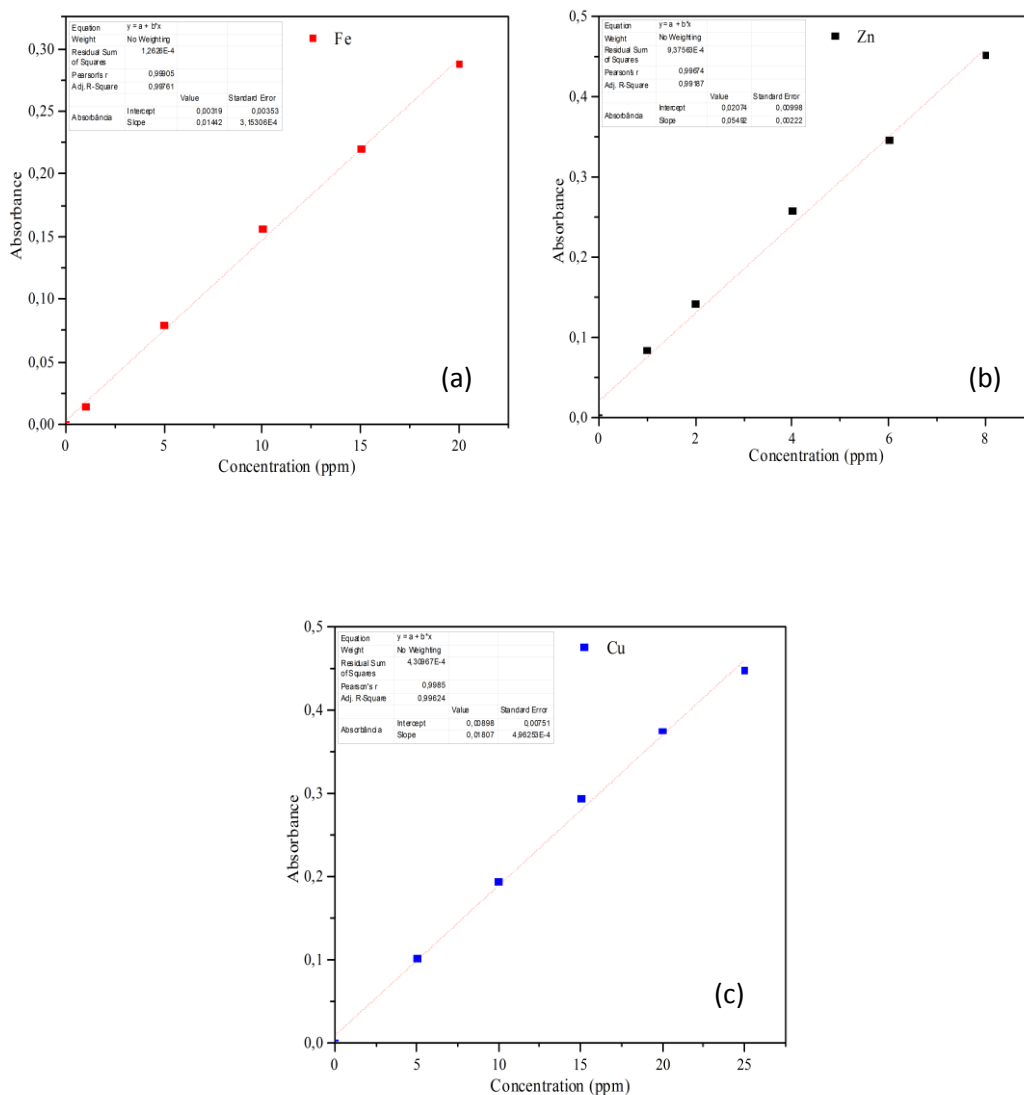 Equation y = a + b*x
Weight No Weighting
Residual Sum of Squares 1,2626E-4
Pearson's r 0,99905
Adj. R-Square 0,99761
Value Standard Error
Absorbância Intercept 0,00319 0,00353
Slope 0,01442 3,15306E-4
Fe
0,30
0,25
0,20
0,15
0,10
0,05
0,00
Absorbance
0 5 10 15 20
Concentration (ppm)
(a)
Equation y = a + b*x
Weight No Weighting
Residual Sum of Squares 9,37563E-4
Pearson's r 0,99674
Adj. R-Square 0,99187
Value Standard Error
Absorbância Intercept 0,02074 0,00998
Slope 0,05492 0,00222
Zn
0,5
0,4
0,3
0,2
0,1
0,0
Absorbance
0 2 4 6 8
Concentration (ppm)
(b)
Equation y = a + b*x
Weight No Weighting
Residual Sum of Squares 4,30967E-4
Pearson's r 0,9985
Adj. R-Square 0,99624
Value Standard Error
Absorbância Intercept 0,00898 0,00751
Slope 0,01807 4,96253E-4
Cu
0,5
0,4
0,3
0,2
0,1
0,0
Absorbance
0 5 10 15 20 25
Concentration (ppm)
(c)